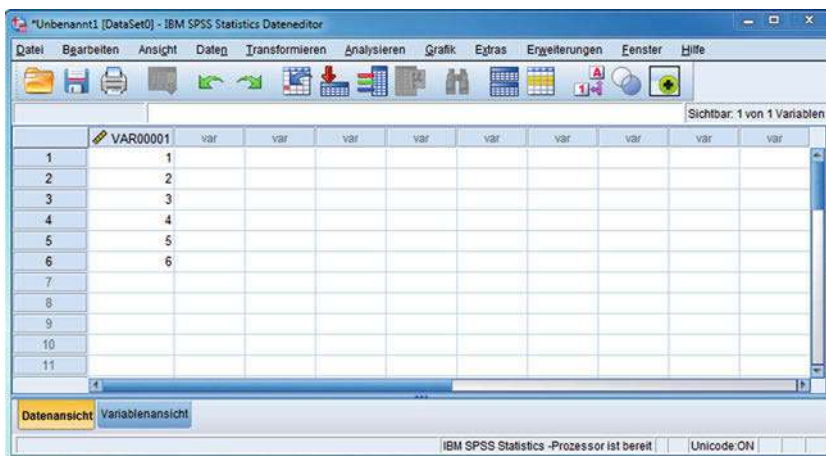 *Unbenannt1 [DataSet0] - IBM SPSS Statistics Dateneditor
Datei Bearbeiten Ansicht Daten Transformieren Analysieren Grafik Extras Erweiterungen Fenster Hilfe
Sichtbar: 1 von 1 Variablen
VAR00001 var var var var var var var var var
1 1
2 2
3 3
4 4
5 5
6 6
7
8
9
10
11
Datenansicht Variablenansicht
IBM SPSS Statistics -Prozessor ist bereit Unicode:ON